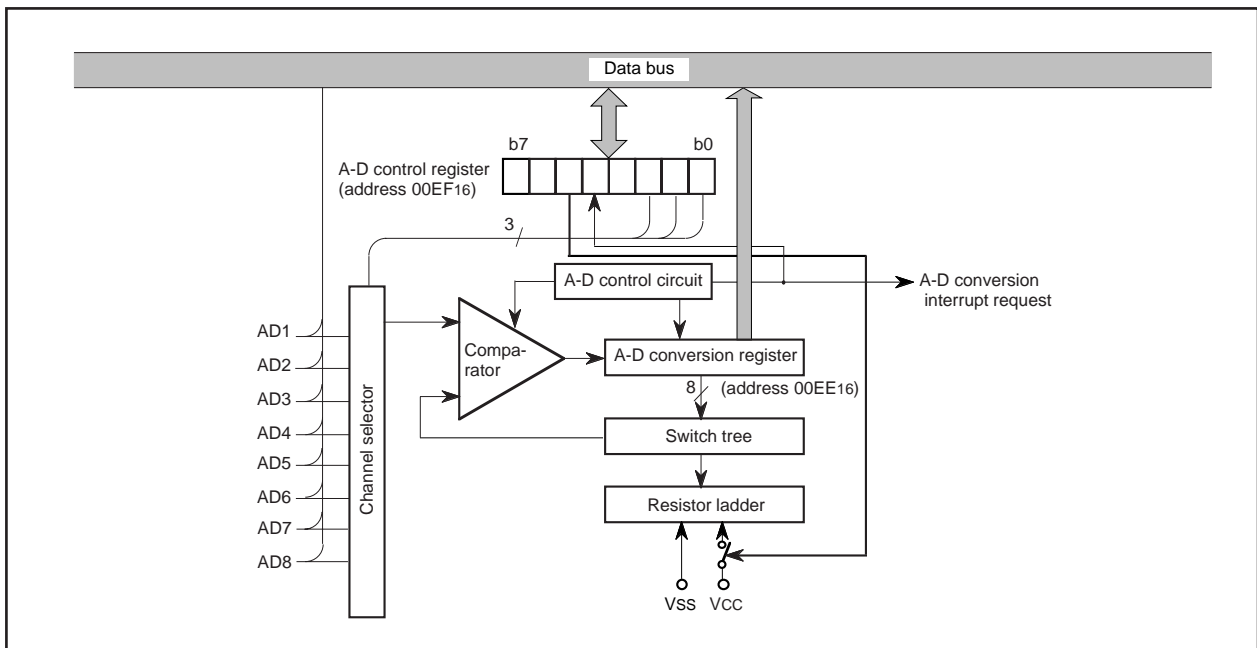 Data bus
b7
b0
A-D control register
(address 00EF16)
3
A-D control circuit
A-D conversion
interrupt request
AD1
AD2
AD3
AD4
AD5
AD6
AD7
AD8
Channel selector
Compa-
rator
A-D conversion register
8
(address 00EE16)
Switch tree
Resistor ladder
VSS
VCC